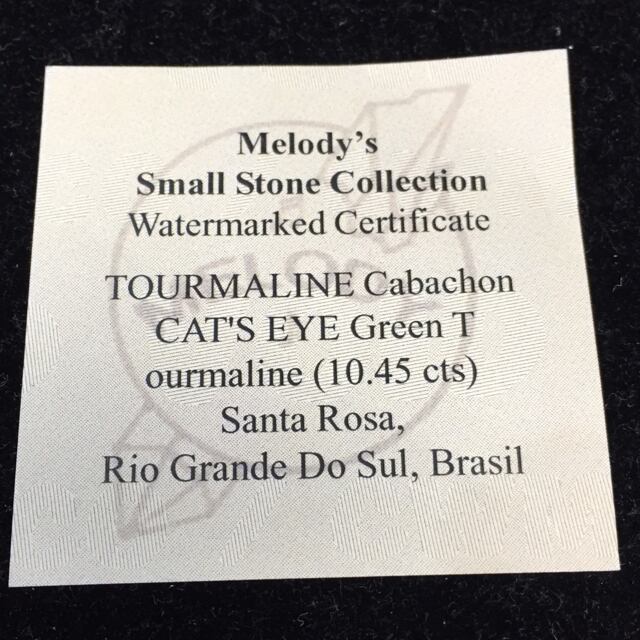 Melody's
Small Stone Collection
Watermarked Certificate
TOURMALINE Cabachon
CAT'S EYE Green T
ourmaline (10.45 cts)
Santa Rosa,
Rio Grande Do Sul, Brasil